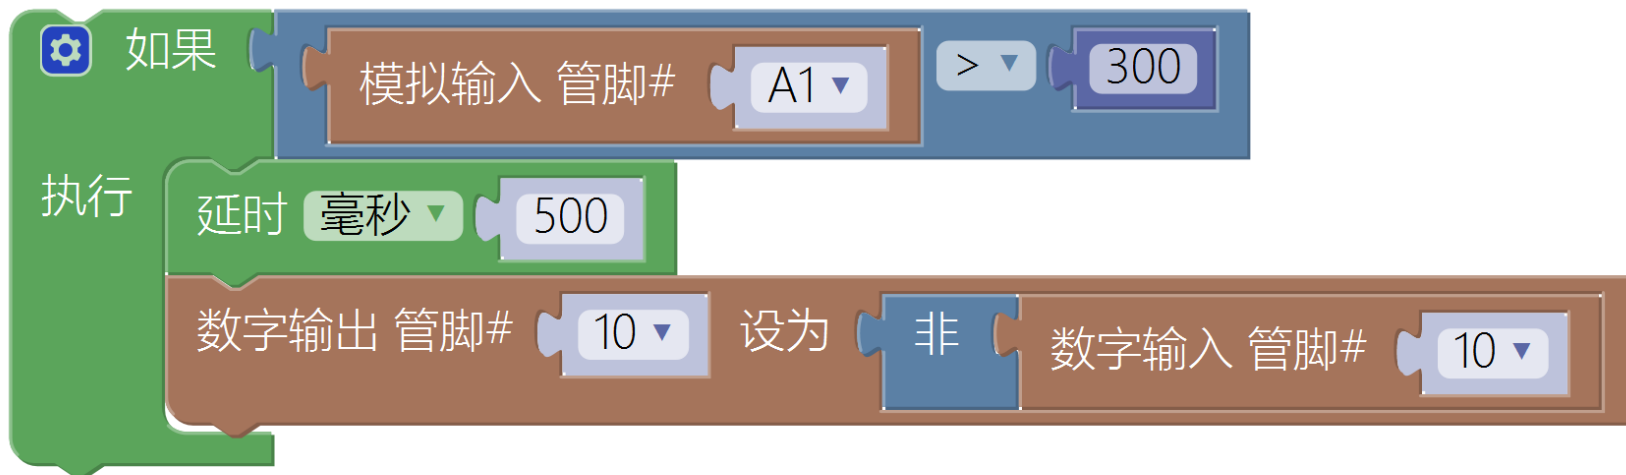 如果 模拟输入 管脚# A1 > 300
执行 延时 毫秒 500
数字输出 管脚# 10 设为 非 数字输入 管脚# 10